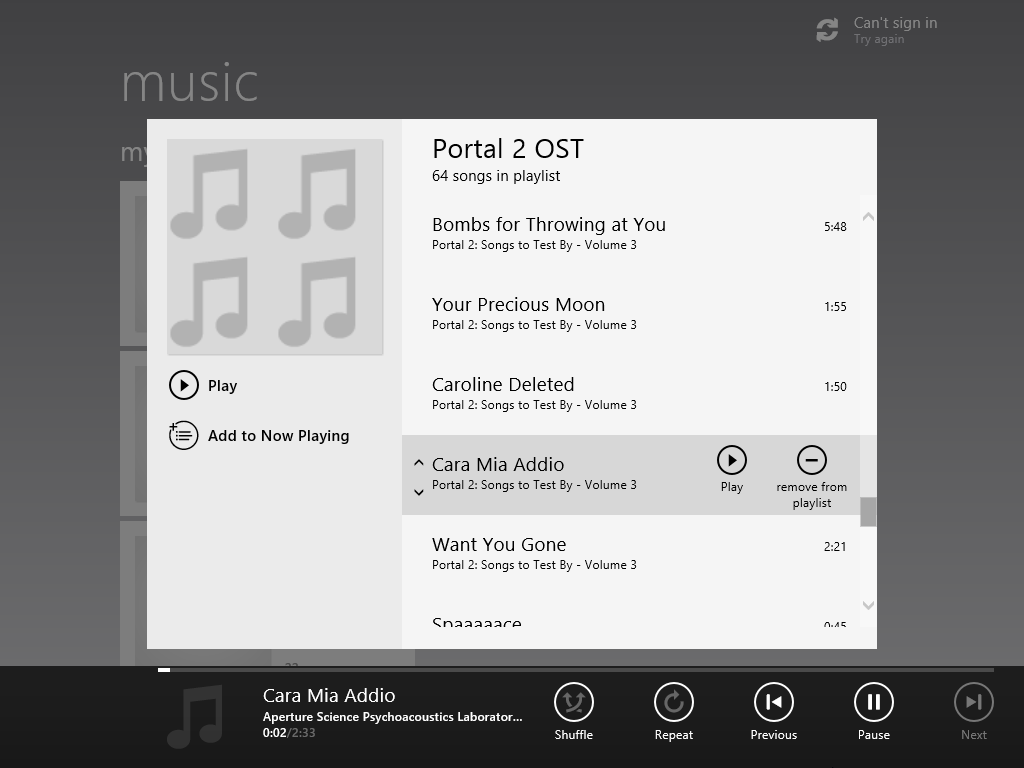 Can't sign in
Try again
music
my
Portal 2 OST
64 songs in playlist
Bombs for Throwing at You
5:48
Portal 2: Songs to Test By - Volume 3
Your Precious Moon
1:55
Portal 2: Songs to Test By - Volume 3
Caroline Deleted
1:50
Portal 2: Songs to Test By - Volume 3
Cara Mia Addio
Portal 2: Songs to Test By - Volume 3
Play
remove from
playlist
Want You Gone
2:21
Portal 2: Songs to Test By - Volume 3
Spaaaaace
0:45
Play
Add to Now Playing
Cara Mia Addio
Aperture Science Psychoacoustics Laborator...
0:02/2:33
Shuffle
Repeat
Previous
Pause
Next